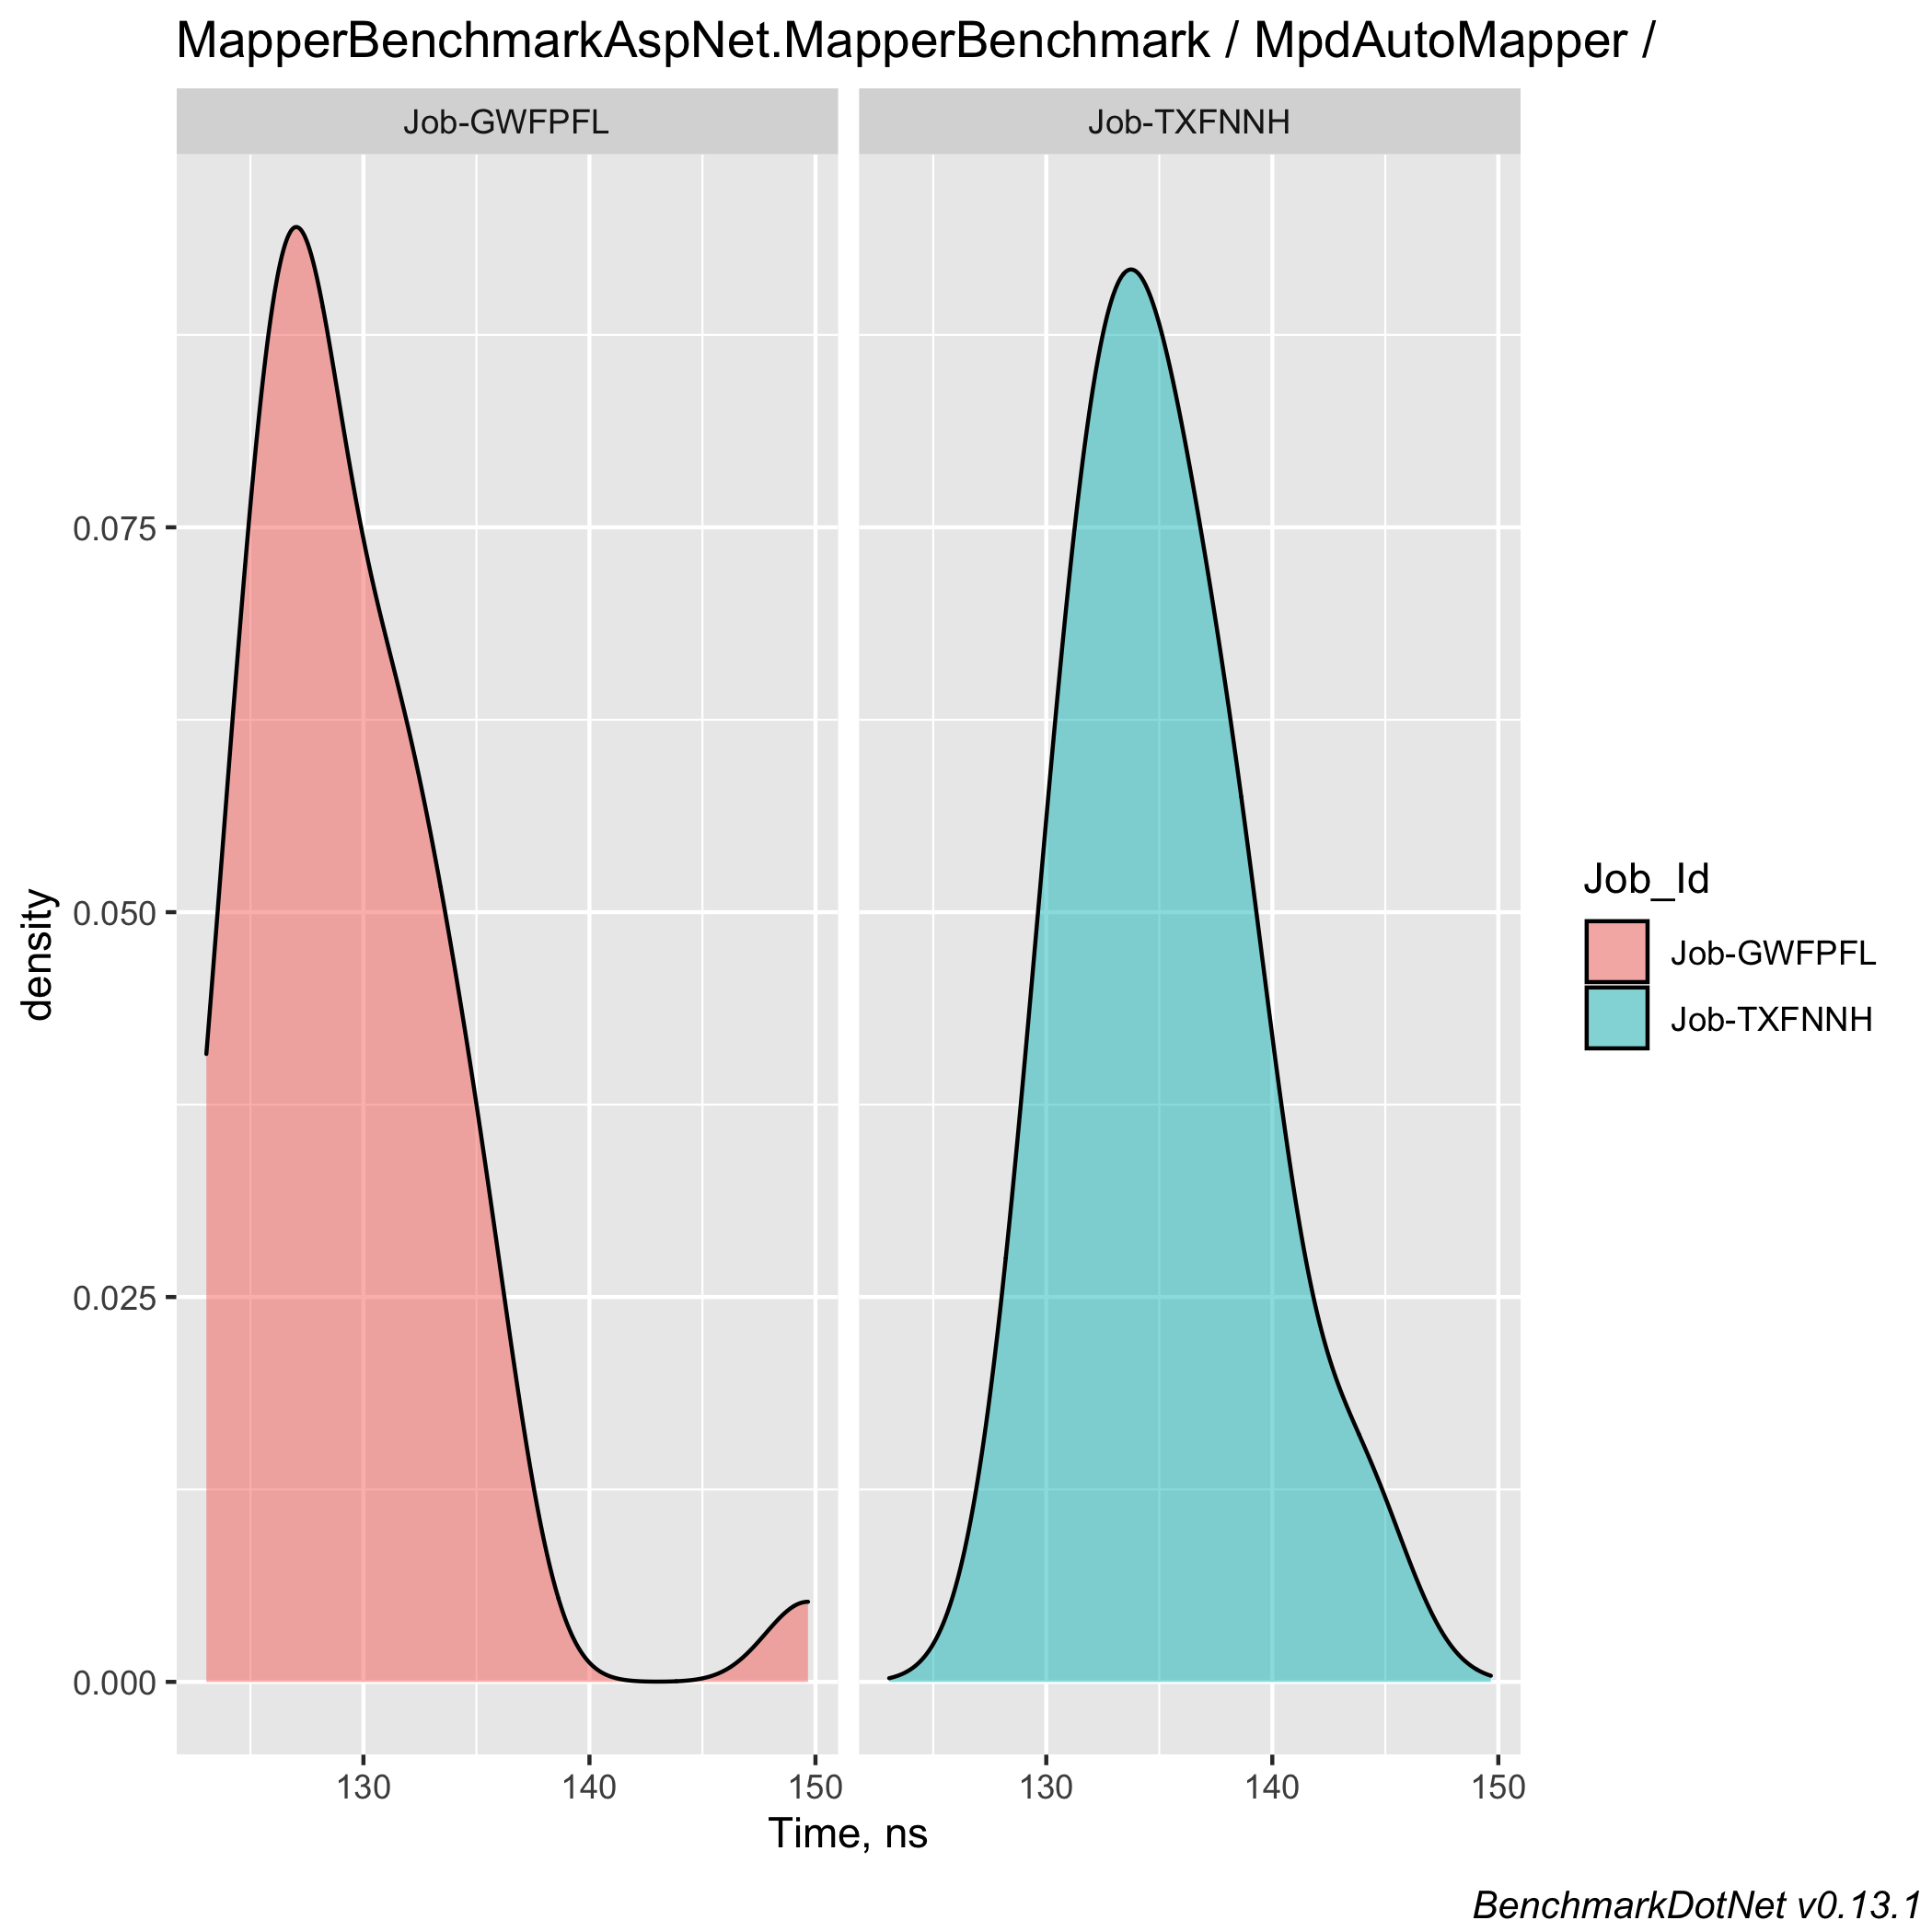 MapperBenchmarkAspNet.MapperBenchmark / MpdAutoMapper /
Job-GWFPFL
Job-TXFNNH
0.075
0.050
0.025
0.000
density
130
140
150
130
140
150
Time, ns
Job_Id
Job-GWFPFL
Job-TXFNNH
BenchmarkDotNet v0.13.1